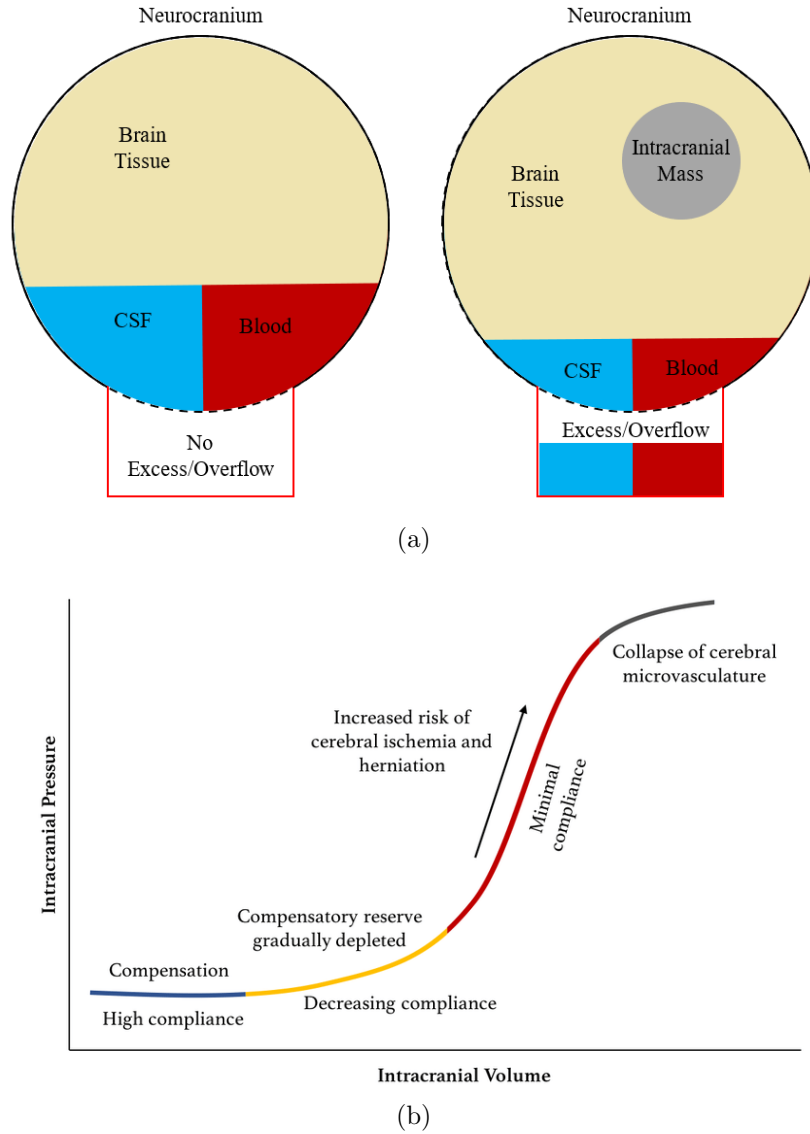 Neurocranium
Neurocranium
Brain
Tissue
CSF
Blood
No
Excess/Overflow
Intracranial
Mass
Brain
Tissue
CSF
Blood
Excess/Overflow
(a)
Intracranial Pressure
Collapse of cerebral
microvasculature
Increased risk of
cerebral ischemia and
herniation
Minimal
compliance
Compensatory reserve
gradually depleted
Compensation
High compliance
Decreasing compliance
Intracranial Volume
(b)